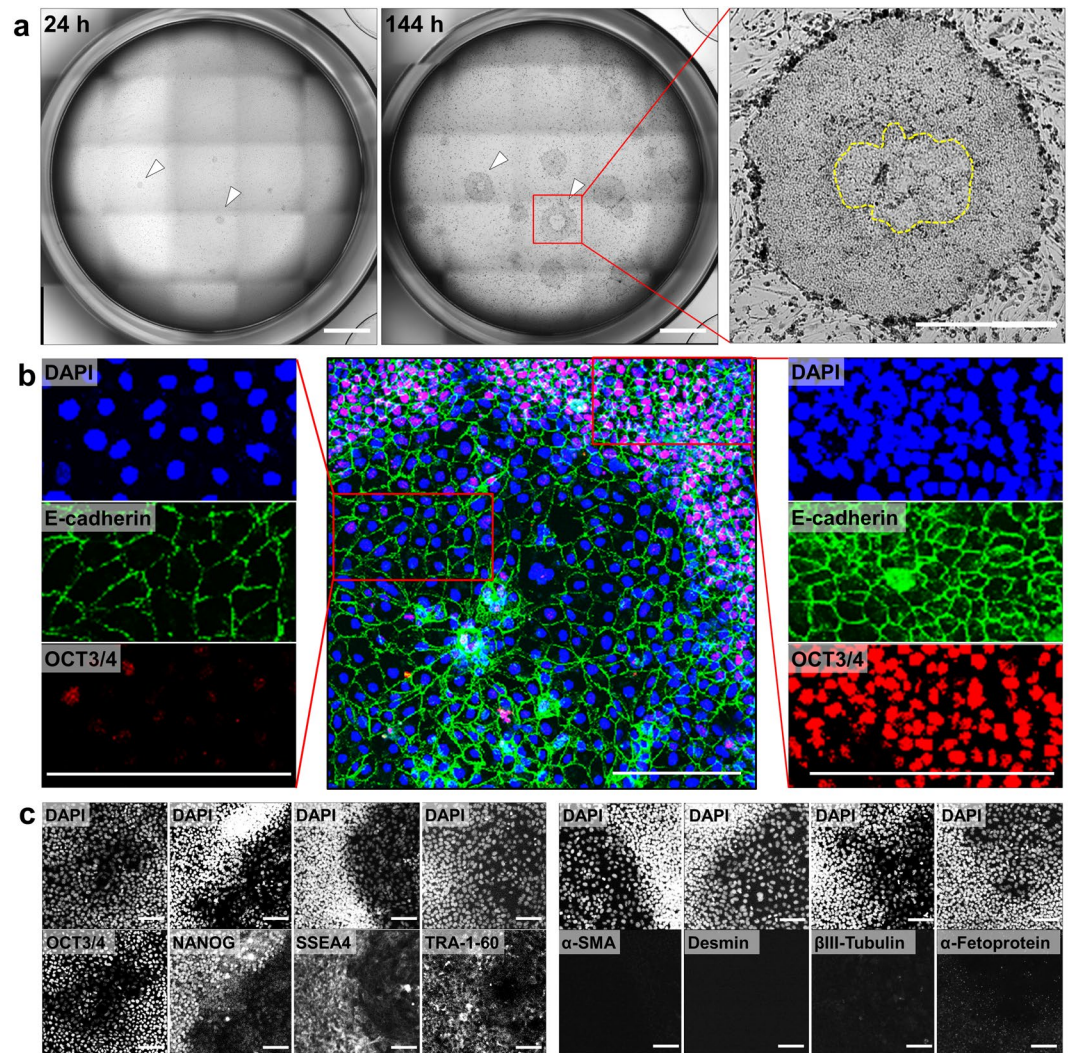 a
24 h
144 h
b
DAPI
E-cadherin
OCT3/4
DAPI
E-cadherin
OCT3/4
c
DAPI
DAPI
DAPI
DAPI
DAPI
DAPI
DAPI
DAPI
OCT3/4
NANOG
SSEA4
TRA-1-60
α-SMA
Desmin
βIII-Tubulin
α-Fetoprotein